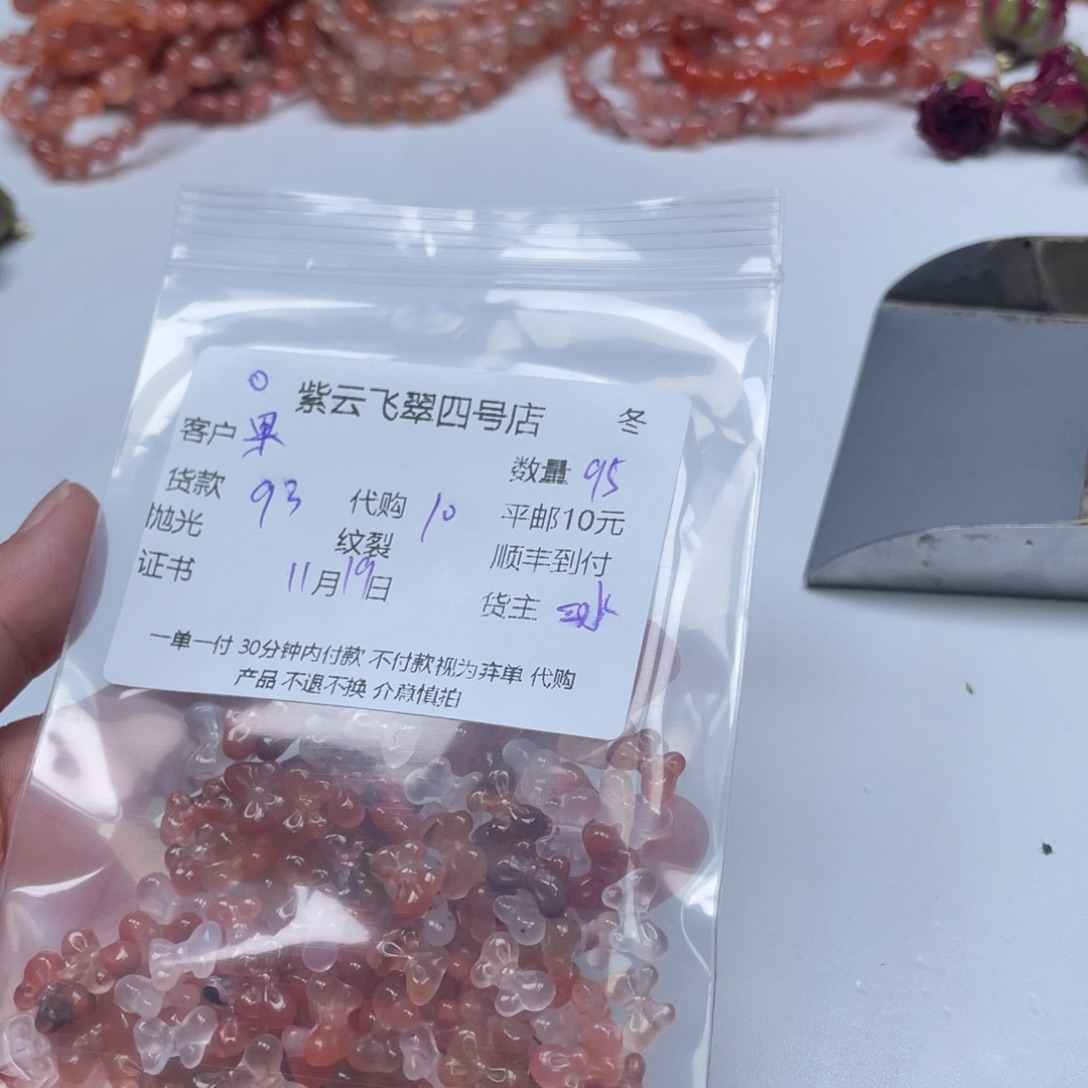 紫云飞翠四号店 冬
客户 果 数量 95
货款 93 代购 10 平邮10元
抛光 纹裂 顺丰到付
证书 11月19日 货主
一单一付 30分钟内付款 不付款视为弃单 代购
产品 不退不换 介意慎拍